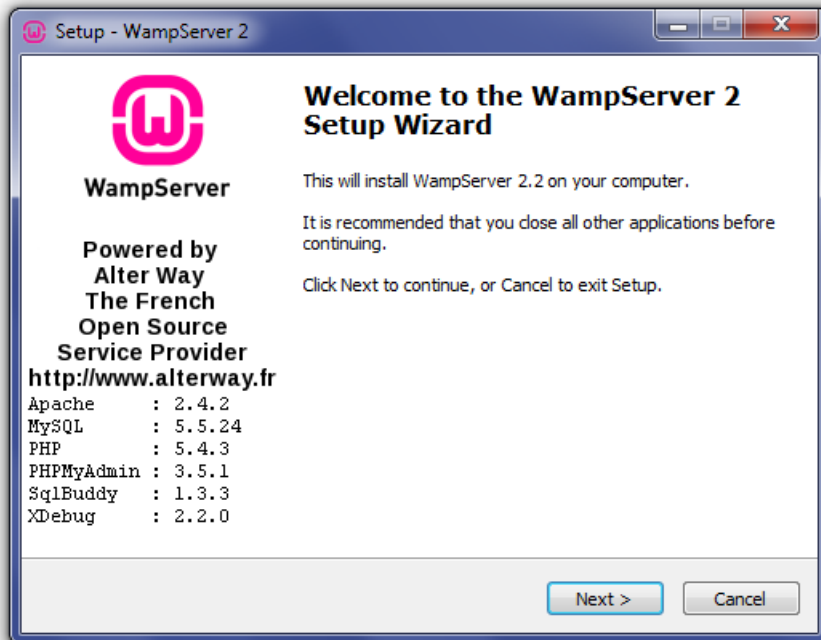 Setup - WampServer 2
WampServer
Powered by
Alter Way
The French
Open Source
Service Provider
http://www.alterway.fr
Apache : 2.4.2
MySQL : 5.5.24
PHP : 5.4.3
PHPMyAdmin : 3.5.1
SqlBuddy : 1.3.3
XDebug : 2.2.0
Welcome to the WampServer 2
Setup Wizard
This will install WampServer 2.2 on your computer.
It is recommended that you close all other applications before
continuing.
Click Next to continue, or Cancel to exit Setup.
Next >
Cancel